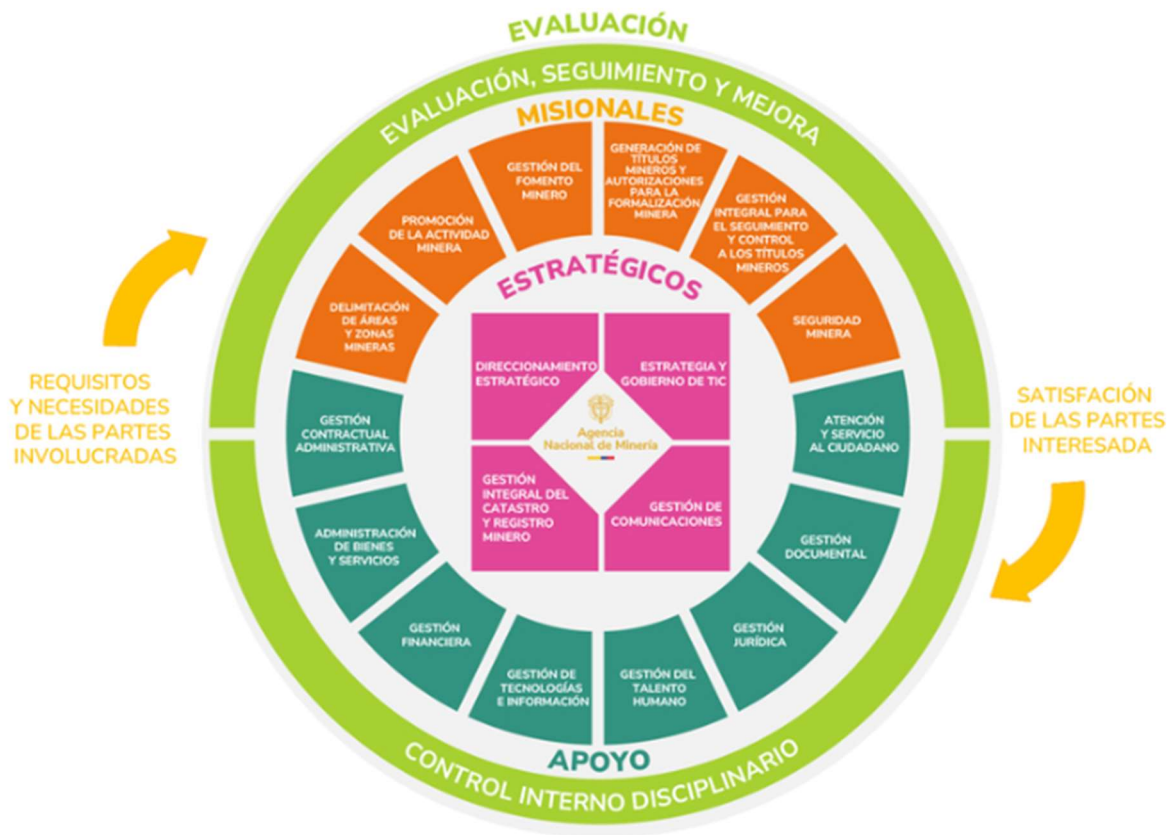 EVALUACIÓN
EVALUACIÓN, SEGUIMIENTO Y MEJORA
MISIONALES
DELIMITACIÓN
DE ÁREAS
Y ZONAS
MINERAS
PROMOCIÓN
DE LA ACTIVIDAD
MINERA
GESTIÓN DEL
FOMENTO
MINERO
GENERACIÓN DE
TÍTULOS
MINEROS Y
AUTORIZACIONES
PARA LA
FORMALIZACIÓN
MINERA
GESTIÓN
INTEGRAL PARA
EL SEGUIMIENTO
Y CONTROL
A LOS TÍTULOS
MINEROS
SEGURIDAD
MINERA
ESTRATÉGICOS
DIRECCIONAMIENTO
ESTRATÉGICO
ESTRATEGIA Y
GOBIERNO DE TIC
Agencia
Nacional de Minería
GESTIÓN
INTEGRAL DEL
CATASTRO
Y REGISTRO
MINERO
GESTIÓN DE
COMUNICACIONES
REQUISITOS
Y NECESIDADES
DE LAS PARTES
INVOLUCRADAS
SATISFACCIÓN
DE LAS PARTES
INTERESADA
GESTIÓN
CONTRACTUAL
ADMINISTRATIVA
ADMINISTRACIÓN
DE BIENES
Y SERVICIOS
GESTIÓN
FINANCIERA
GESTIÓN DE
TECNOLOGÍAS
E INFORMACIÓN
GESTIÓN DEL
TALENTO
HUMANO
GESTIÓN
JURÍDICA
GESTIÓN
DOCUMENTAL
ATENCIÓN
Y SERVICIO
AL CIUDADANO
APOYO
CONTROL INTERNO DISCIPLINARIO